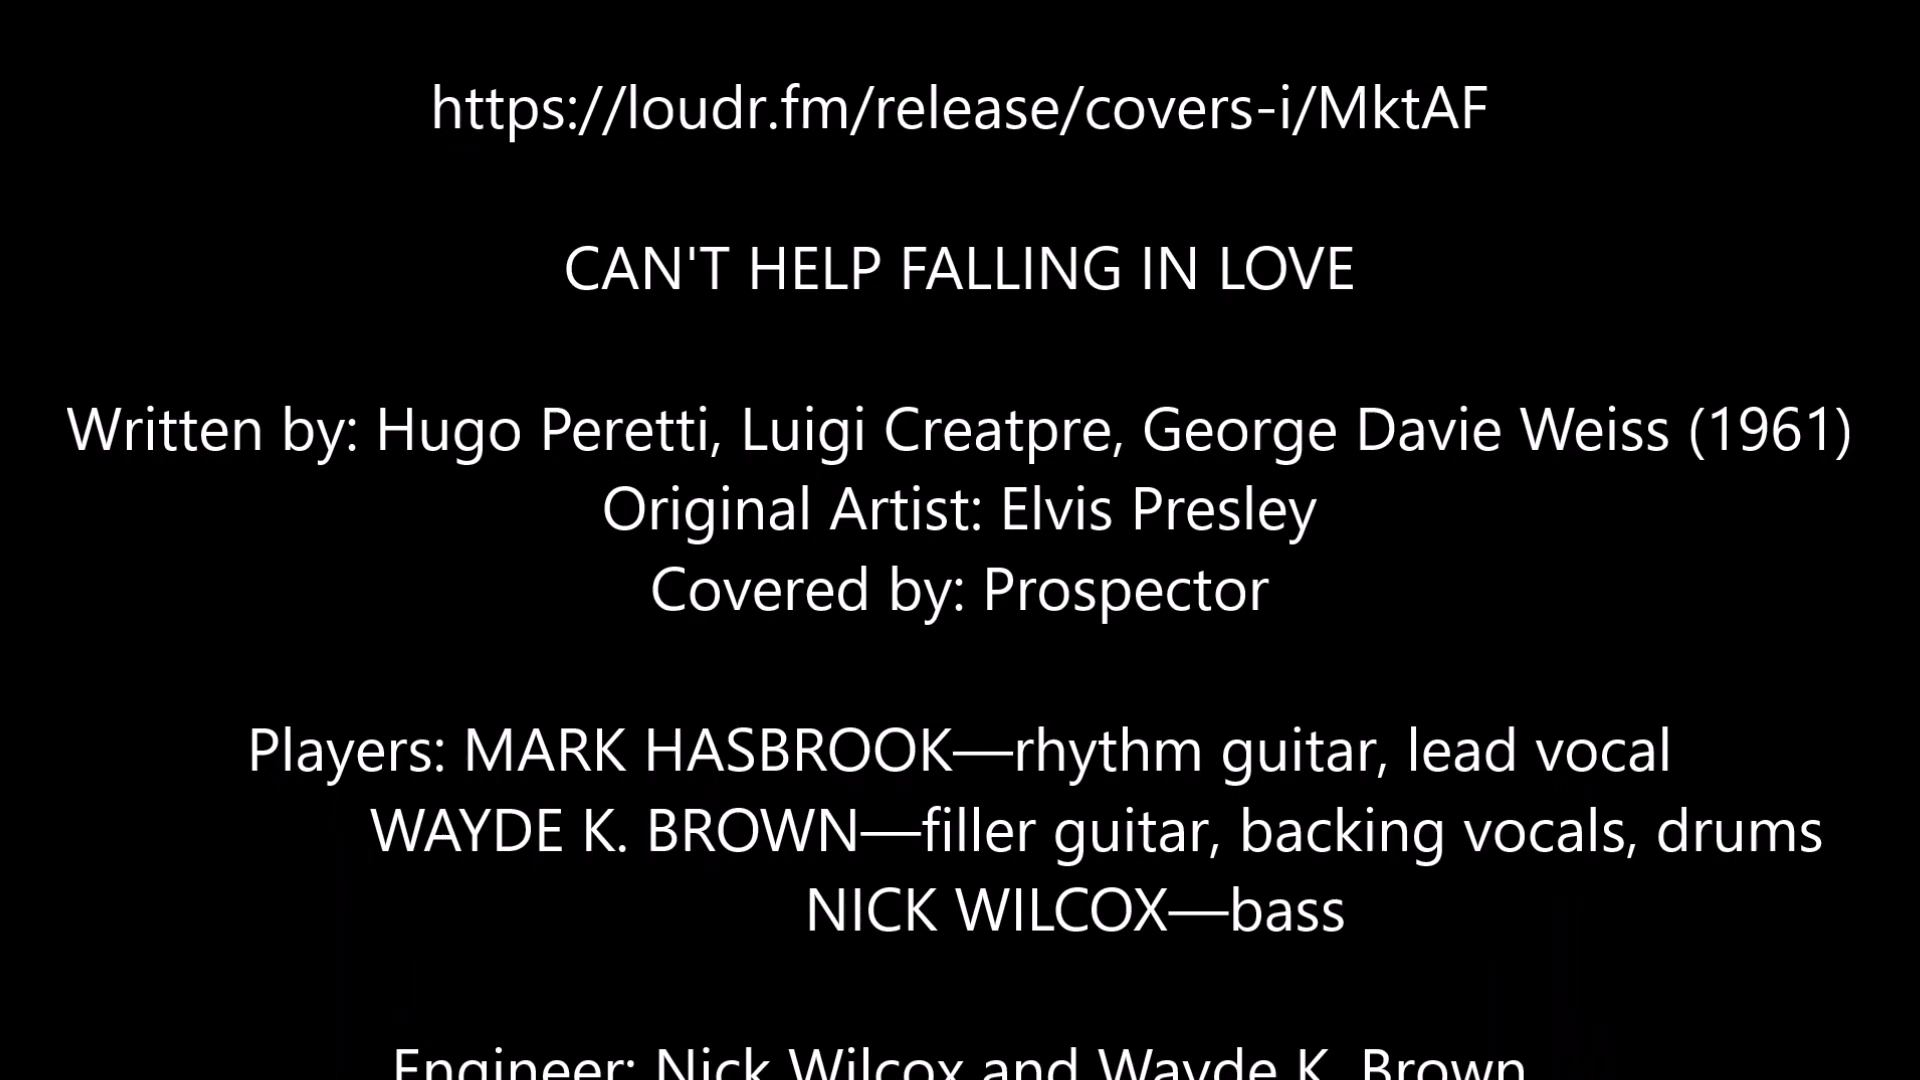 https://loudr.fm/release/covers-i/MktAF
CAN'T HELP FALLING IN LOVE
Written by: Hugo Peretti, Luigi Creatpre, George Davie Weiss (1961)
Original Artist: Elvis Presley
Covered by: Prospector
Players: MARK HASBROOK—rhythm guitar, lead vocal
WAYDE K. BROWN—filler guitar, backing vocals, drums
NICK WILCOX—bass
Engineer: Nick Wilcox and Wayde K. Brown